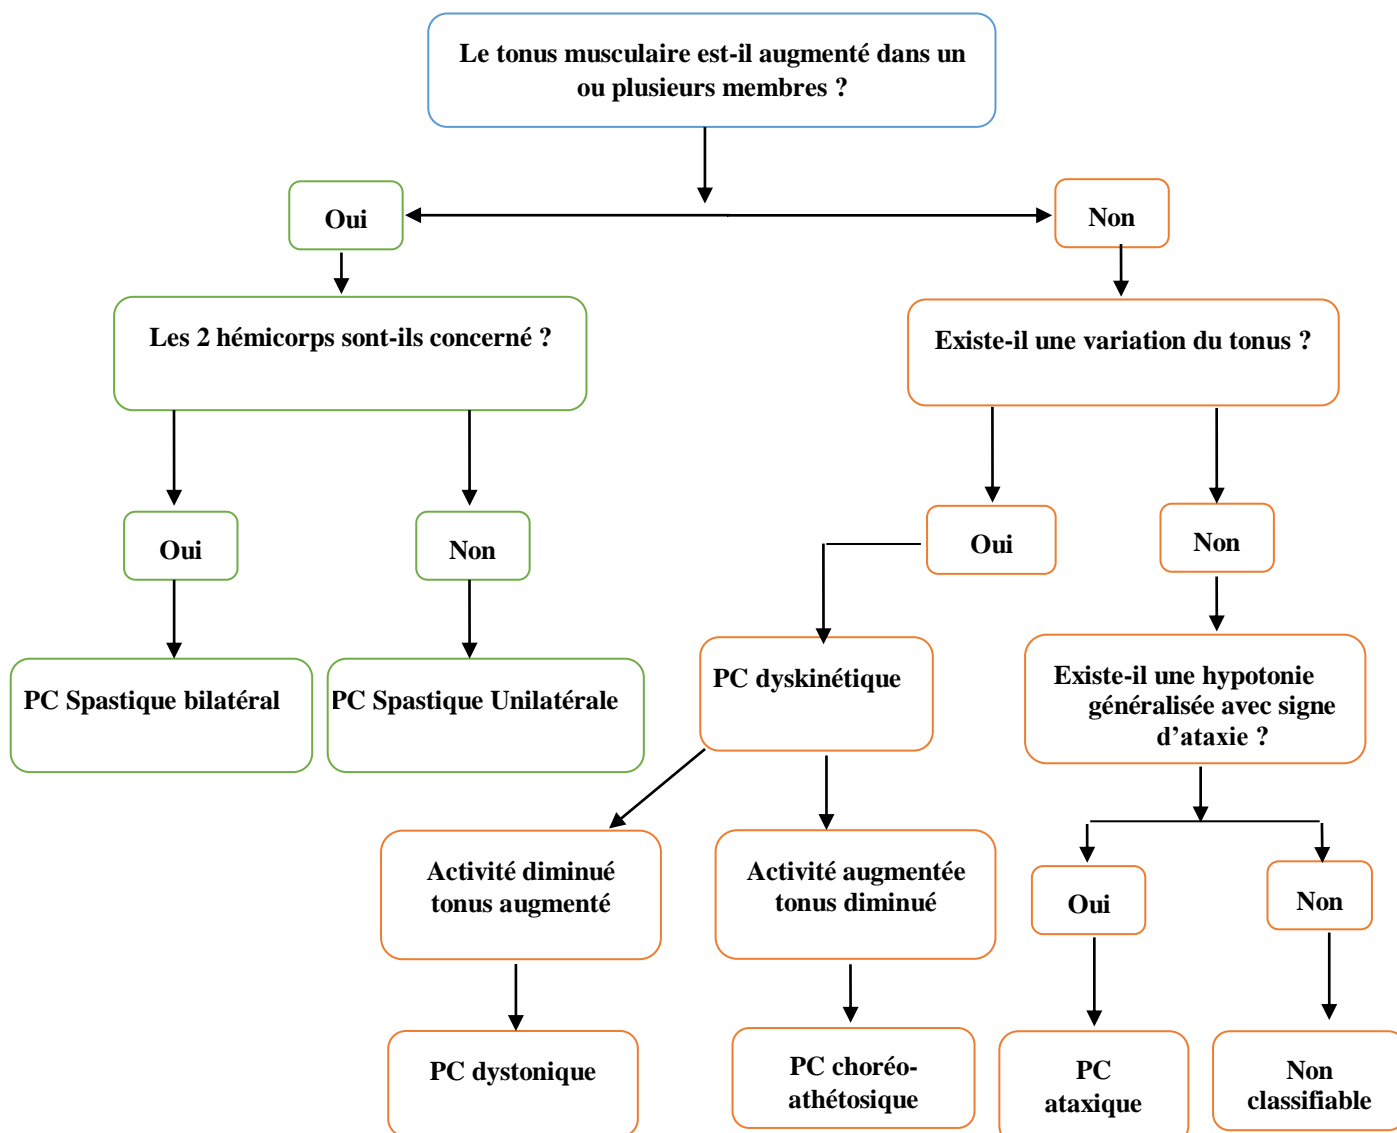 Le tonus musculaire est-il augmenté dans un
ou plusieurs membres ?
Oui
Non
Les 2 hémicorps sont-ils concerné ?
Existe-il une variation du tonus ?
Oui
Non
Oui
Non
PC Spastique bilatéral
PC Spastique Unilatérale
PC dyskinétique
Existe-il une hypotonie
généralisée avec signe
d’ataxie ?
Activité diminué
tonus augmenté
Activité augmentée
tonus diminué
Oui
Non
PC dystonique
PC choréo-
athétosique
PC
ataxique
Non
classifiable